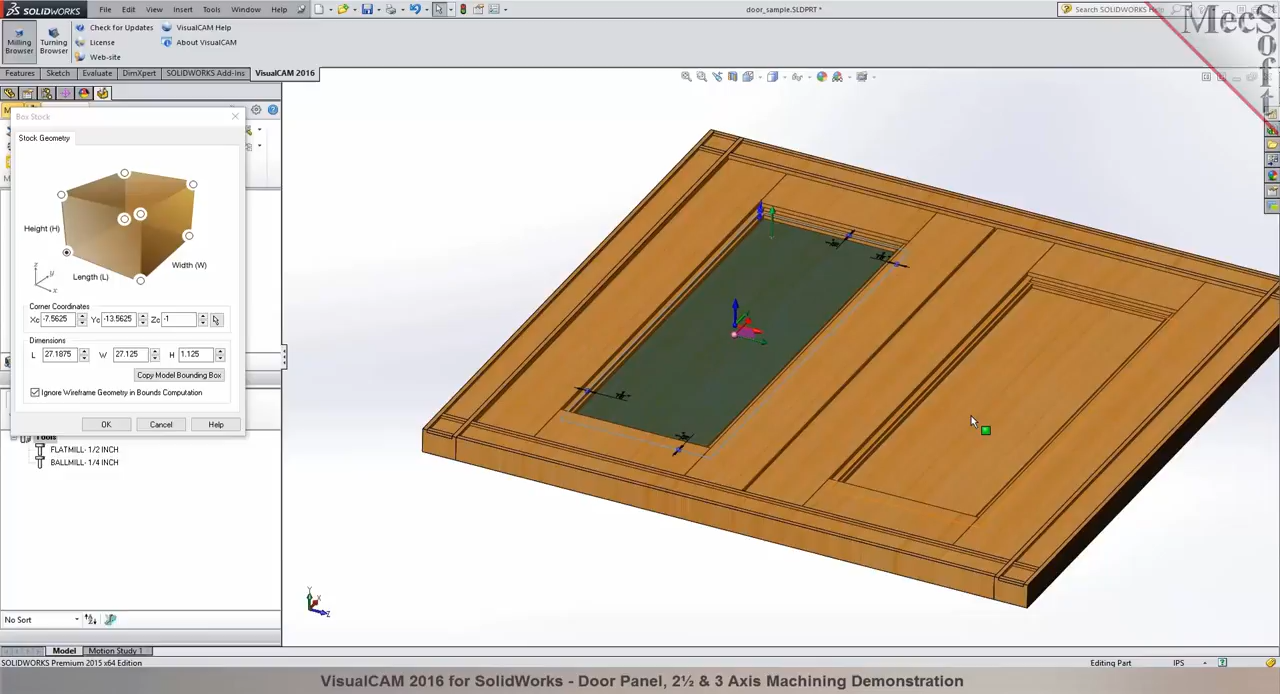 SOLIDWORKS File Edit View Insert Tools Window Help door_sample.SLDPRT * Search SOLIDWORKS Help
MecSoft
Milling Browser
Turning Browser
Check for Updates
VisualCAM Help
License
About VisualCAM
Web-site
Features Sketch Evaluate DimXpert SOLIDWORKS Add-Ins VisualCAM 2016
Box Stock
Stock Geometry
Height (H)
Width (W)
Length (L)
z
y
x
Corner Coordinates
Xc -7.5625 Yc -13.5625 Zc -1
Dimensions
L 27.1875 W 27.125 H 1.125
Copy Model Bounding Box
Ignore Wireframe Geometry in Bounds Computation
OK Cancel Help
Tools
FLATMILL- 1/2 INCH
BALLMILL- 1/4 INCH
Y
X
Z
No Sort
Model Motion Study 1
SOLIDWORKS Premium 2015 x64 Edition Editing Part IPS
VisualCAM 2016 for SolidWorks - Door Panel, 2½ & 3 Axis Machining Demonstration